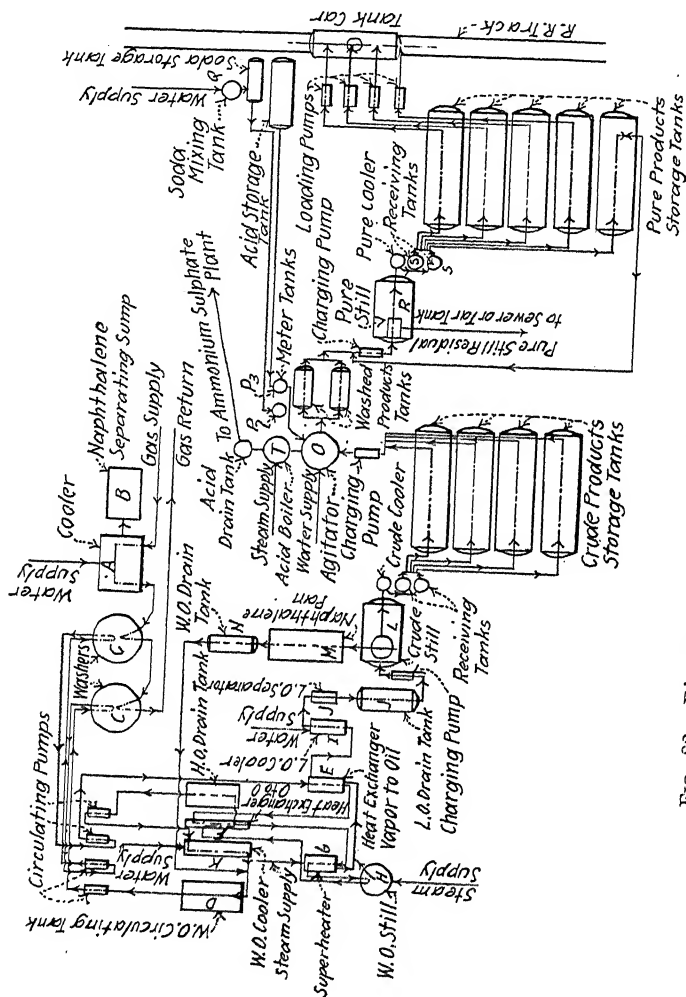 Water Supply
Cooler
Naphthalene
Separating Sump
A
B
Gas Supply
Gas Return
Washers
C
C
Circulating Pumps
Water
Supply
W.O. Circulating Tank
D
W.O. Cooler
Steam Supply
K
H.O. Drain Tank
Heat Exchanger
O to O
Superheater
G
H
W.O. Still
Steam
Supply
E
Heat Exchanger
Vapor to Oil
Water
Supply
L.O. Cooler
I
L.O. Separator
J
J
L.O. Drain Tank
Charging Pump
W.O. Drain
Tank
N
M
Naphthalene
Pan
L
Crude Still
Crude Cooler
Receiving
Tanks
Crude Products
Storage Tanks
Acid
Drain Tank
To Ammonium Sulphate
Plant
Steam Supply
T
Acid Boiler
Water Supply
O
Agitator
Charging
Pump
P2
P3
Meter Tanks
Washed
Products
Tanks
Charging Pump
Pure
Still
R
Pure Cooler
Receiving
Tanks
S
S
Pure Still Residual
to Sewer or Tar Tank
Pure Products
Storage Tanks
Water Supply
Soda Storage Tank
Q
Soda
Mixing
Tank
Acid Storage
Tank
Loading Pumps
Tank Car
R.R. Track